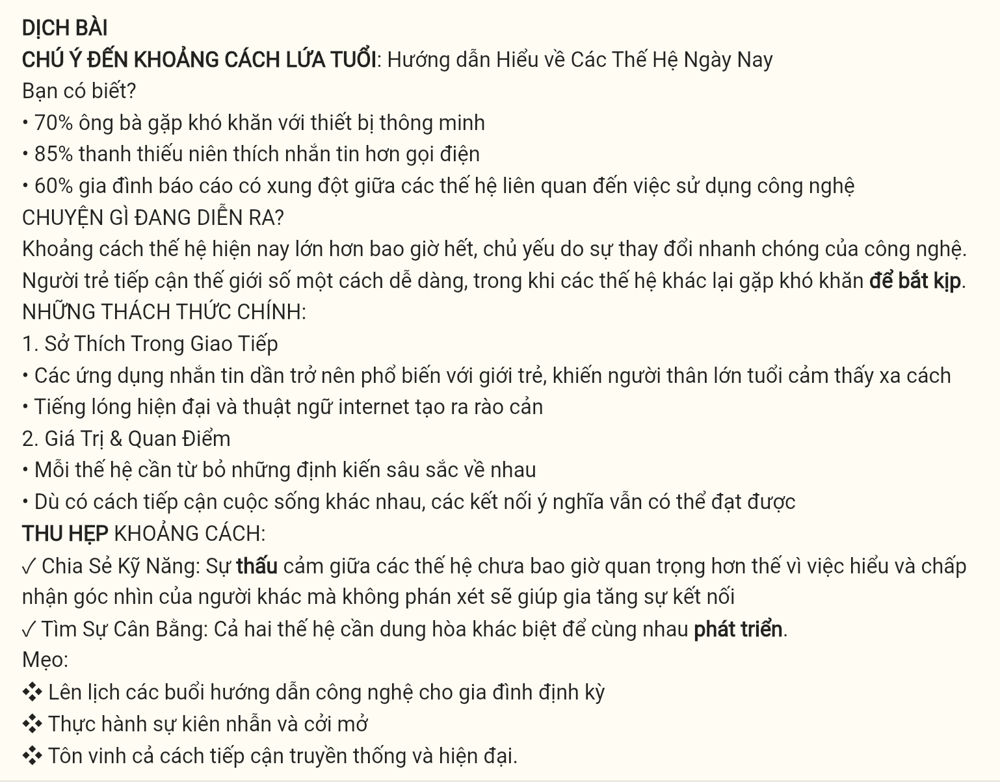 DỊCH BÀI
CHÚ Ý ĐẾN KHOẢNG CÁCH LỨA TUỔI: Hướng dẫn Hiểu về Các Thế Hệ Ngày Nay
Bạn có biết?
• 70% ông bà gặp khó khăn với thiết bị thông minh
• 85% thanh thiếu niên thích nhắn tin hơn gọi điện
• 60% gia đình báo cáo có xung đột giữa các thế hệ liên quan đến việc sử dụng công nghệ
CHUYỆN GÌ ĐANG DIỄN RA?
Khoảng cách thế hệ hiện nay lớn hơn bao giờ hết, chủ yếu do sự thay đổi nhanh chóng của công nghệ.
Người trẻ tiếp cận thế giới số một cách dễ dàng, trong khi các thế hệ khác lại gặp khó khăn để bắt kịp.
NHỮNG THÁCH THỨC CHÍNH:
1. Sở Thích Trong Giao Tiếp
• Các ứng dụng nhắn tin dần trở nên phổ biến với giới trẻ, khiến người thân lớn tuổi cảm thấy xa cách
• Tiếng lóng hiện đại và thuật ngữ internet tạo ra rào cản
2. Giá Trị & Quan Điểm
• Mỗi thế hệ cần từ bỏ những định kiến sâu sắc về nhau
• Dù có cách tiếp cận cuộc sống khác nhau, các kết nối ý nghĩa vẫn có thể đạt được
THU HẸP KHOẢNG CÁCH:
✓ Chia Sẻ Kỹ Năng: Sự thấu cảm giữa các thế hệ chưa bao giờ quan trọng hơn thế vì việc hiểu và chấp
nhận góc nhìn của người khác mà không phán xét sẽ giúp gia tăng sự kết nối
✓ Tìm Sự Cân Bằng: Cả hai thế hệ cần dung hòa khác biệt để cùng nhau phát triển.
Mẹo:
❖ Lên lịch các buổi hướng dẫn công nghệ cho gia đình định kỳ
❖ Thực hành sự kiên nhẫn và cởi mở
❖ Tôn vinh cả cách tiếp cận truyền thống và hiện đại.